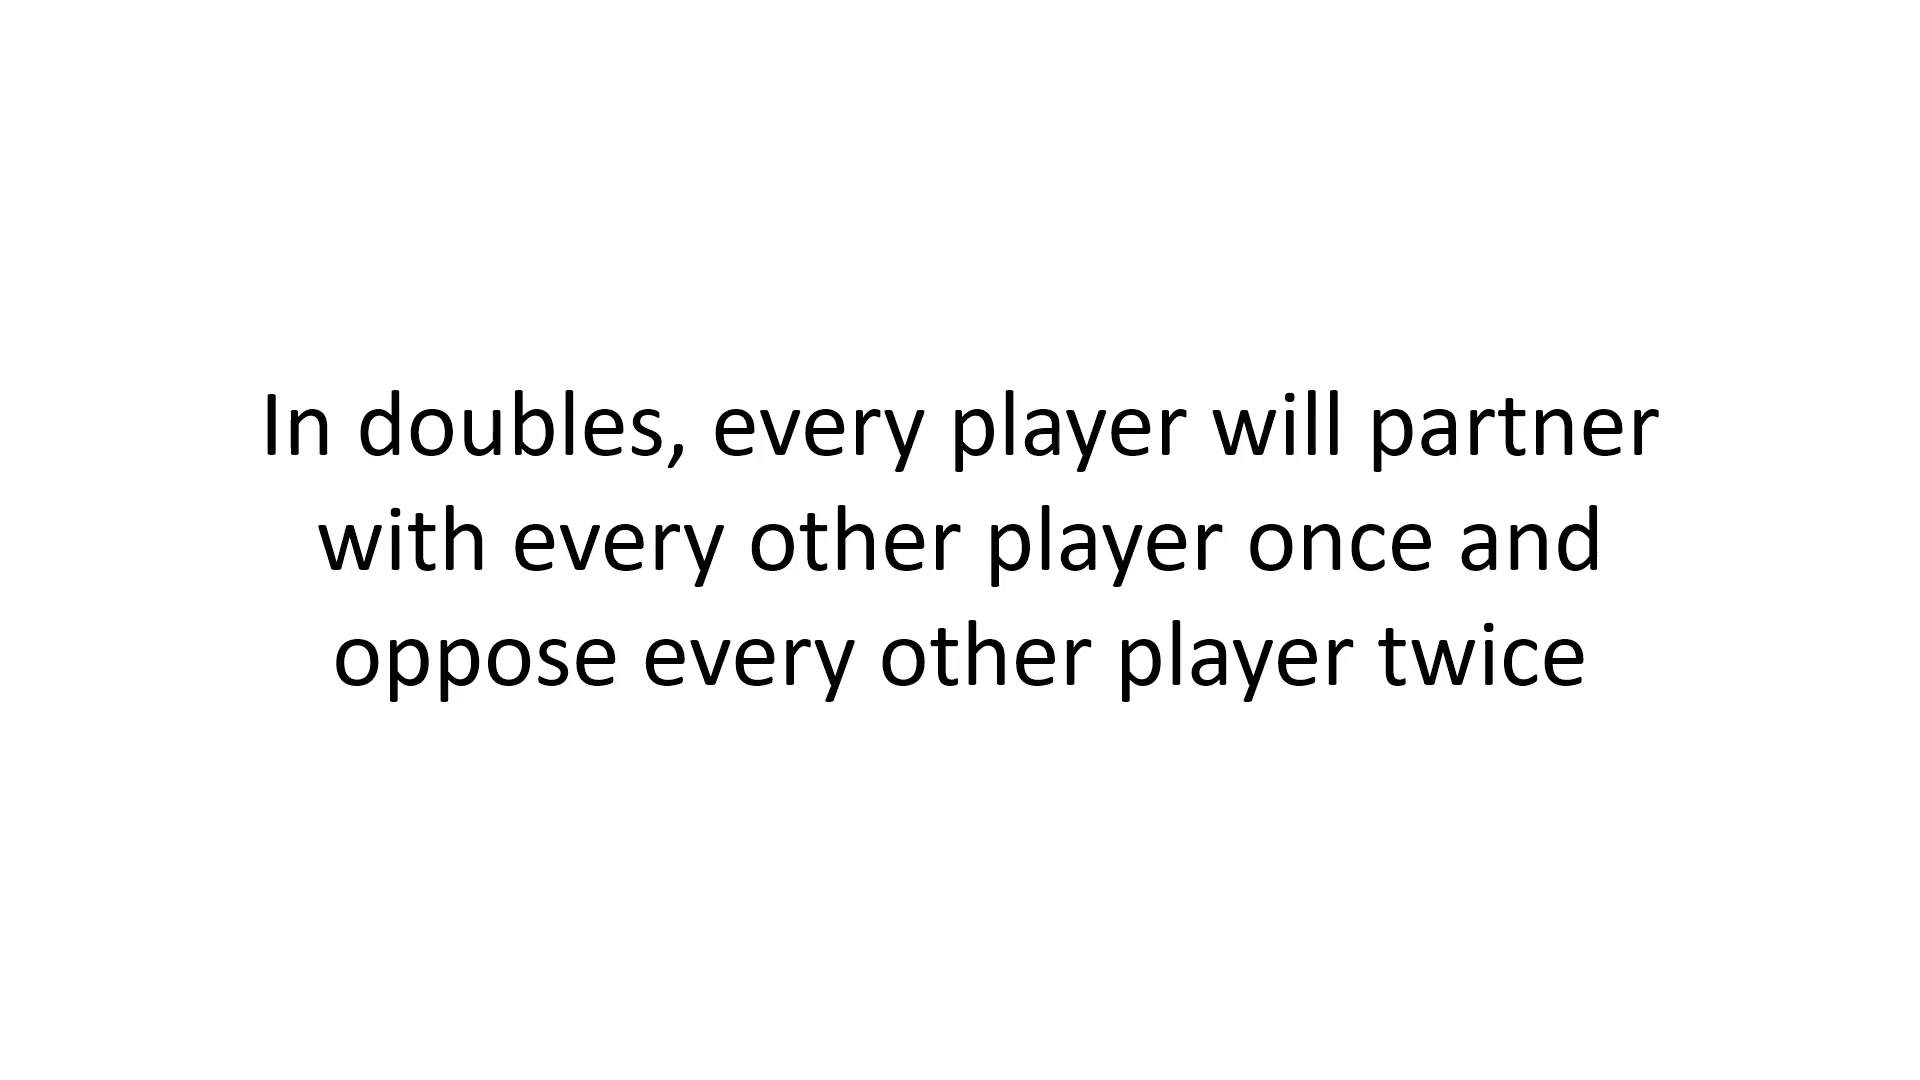 In doubles, every player will partner
with every other player once and
oppose every other player twice